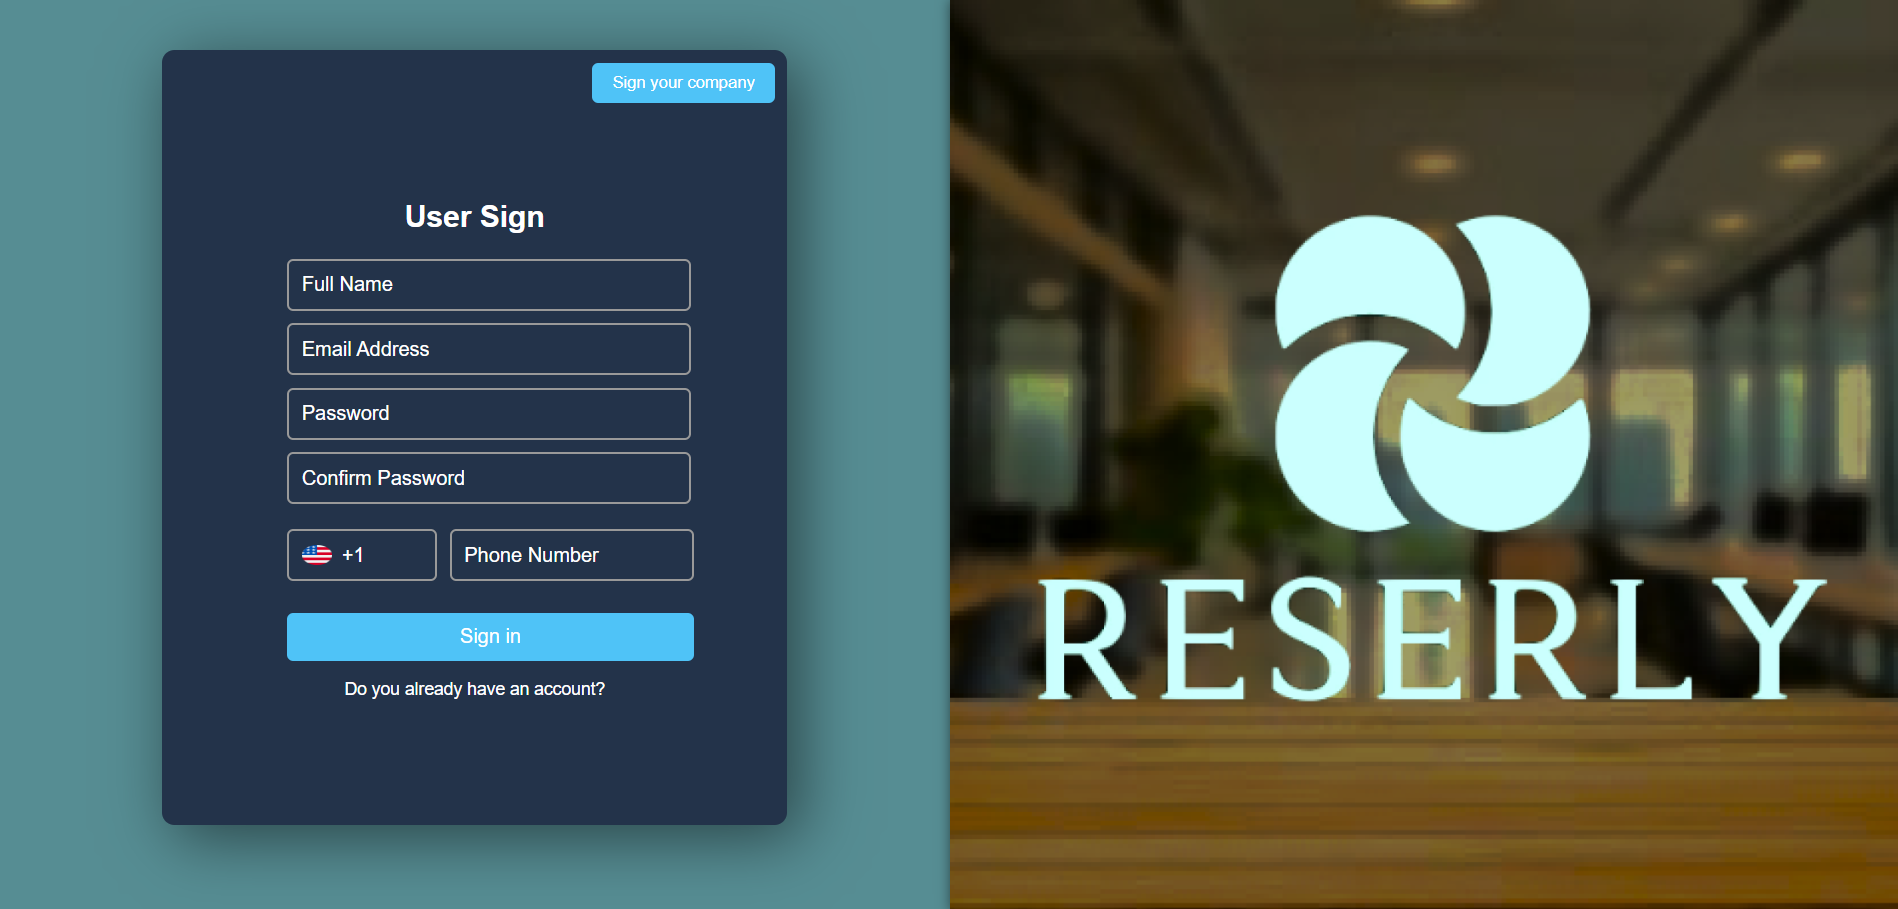 Sign your company
User Sign
Full Name
Email Address
Password
Confirm Password
+1 Phone Number
Sign in
Do you already have an account?
RESERLY